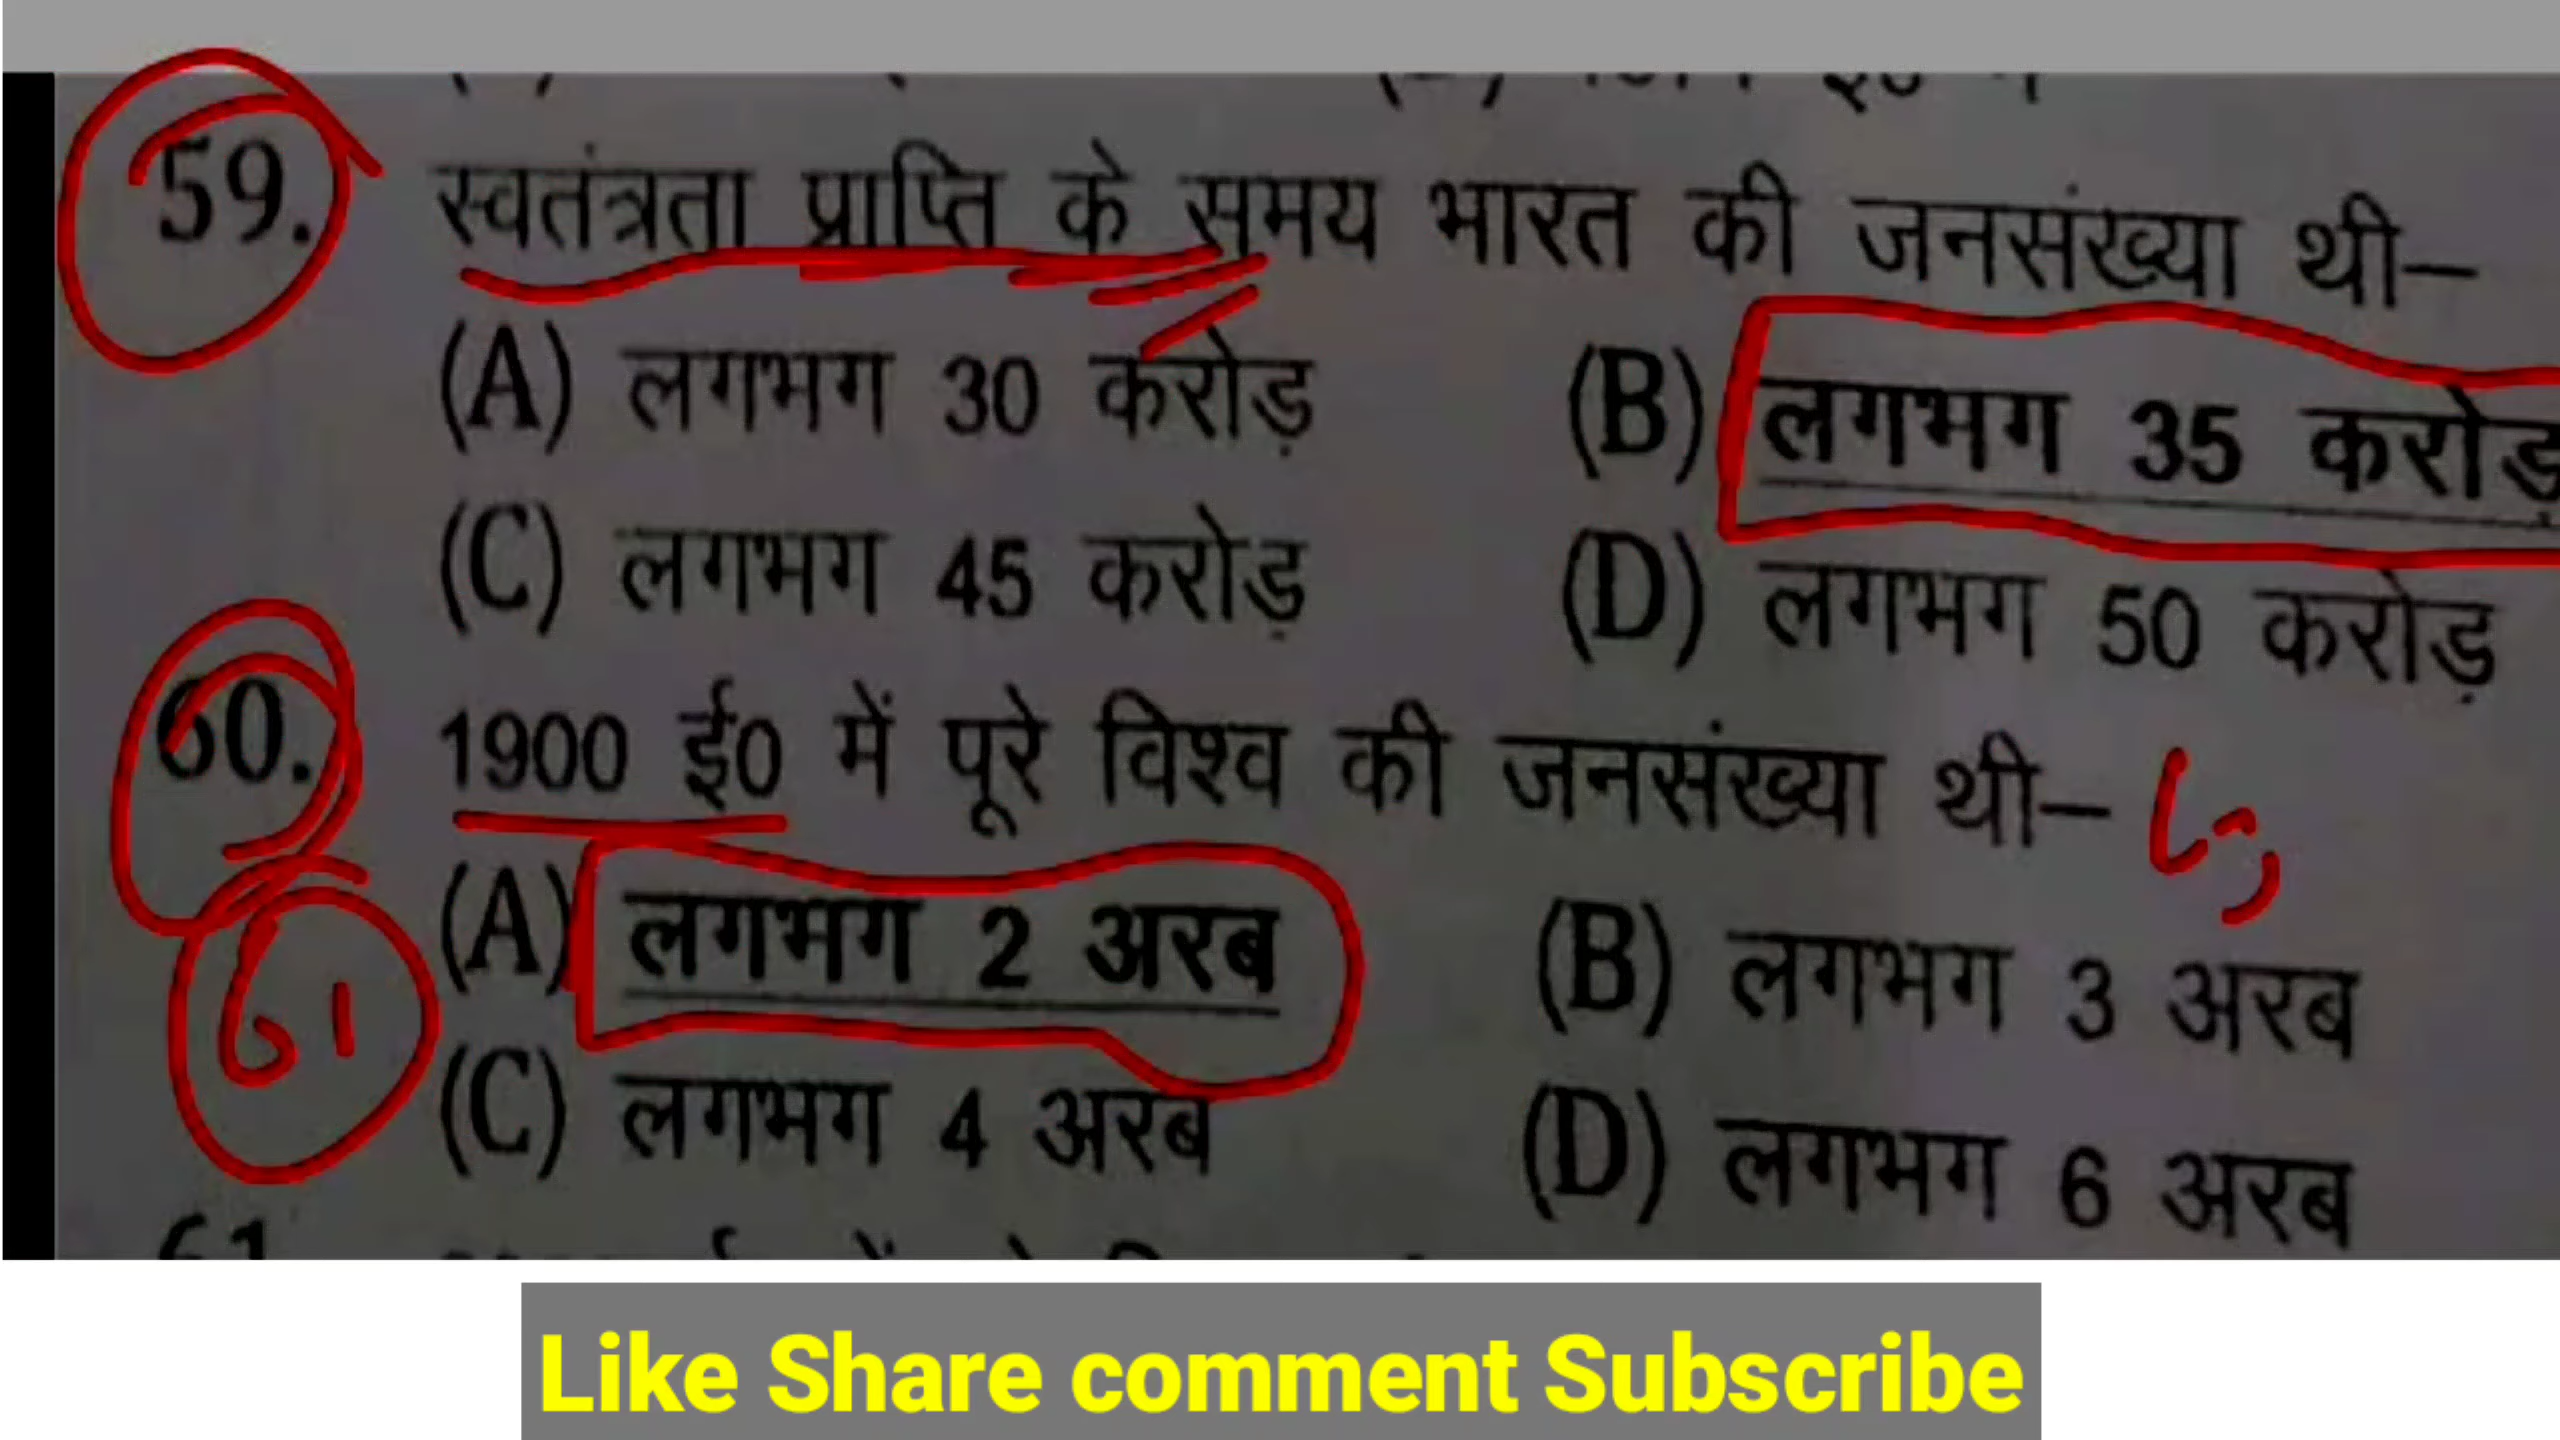 59. स्वतंत्रता प्राप्ति के समय भारत की जनसंख्या थी–
(A) लगभग 30 करोड़ (B) लगभग 35 करोड़
(C) लगभग 45 करोड़ (D) लगभग 50 करोड़
60. 1900 ई0 में पूरे विश्व की जनसंख्या थी–
(A) लगभग 2 अरब (B) लगभग 3 अरब
61
(C) लगभग 4 अरब (D) लगभग 6 अरब
61
Like Share comment Subscribe